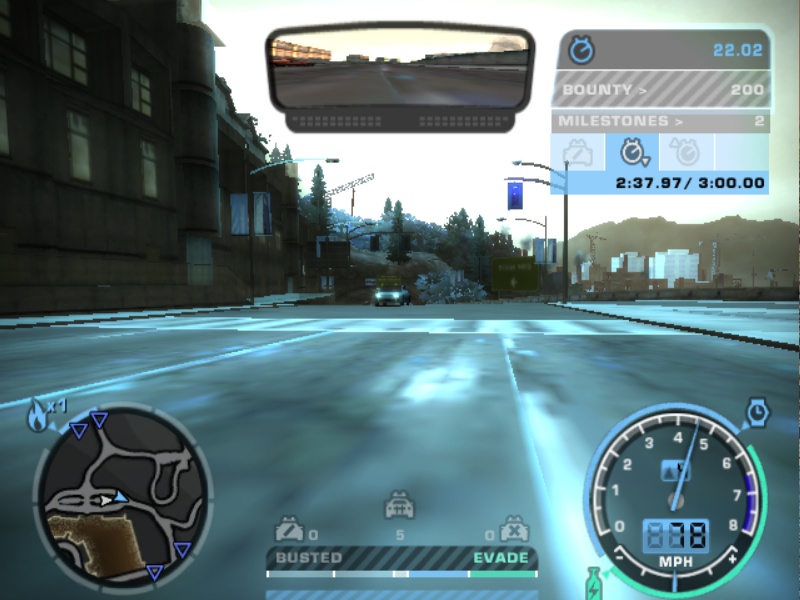 22.02
BOUNTY > 200
MILESTONES > 2
2:37.97/ 3:00.00
x1
0 1 2 3 4 5 6 7 8
78
MPH
- +
0 5 0
BUSTED EVADE